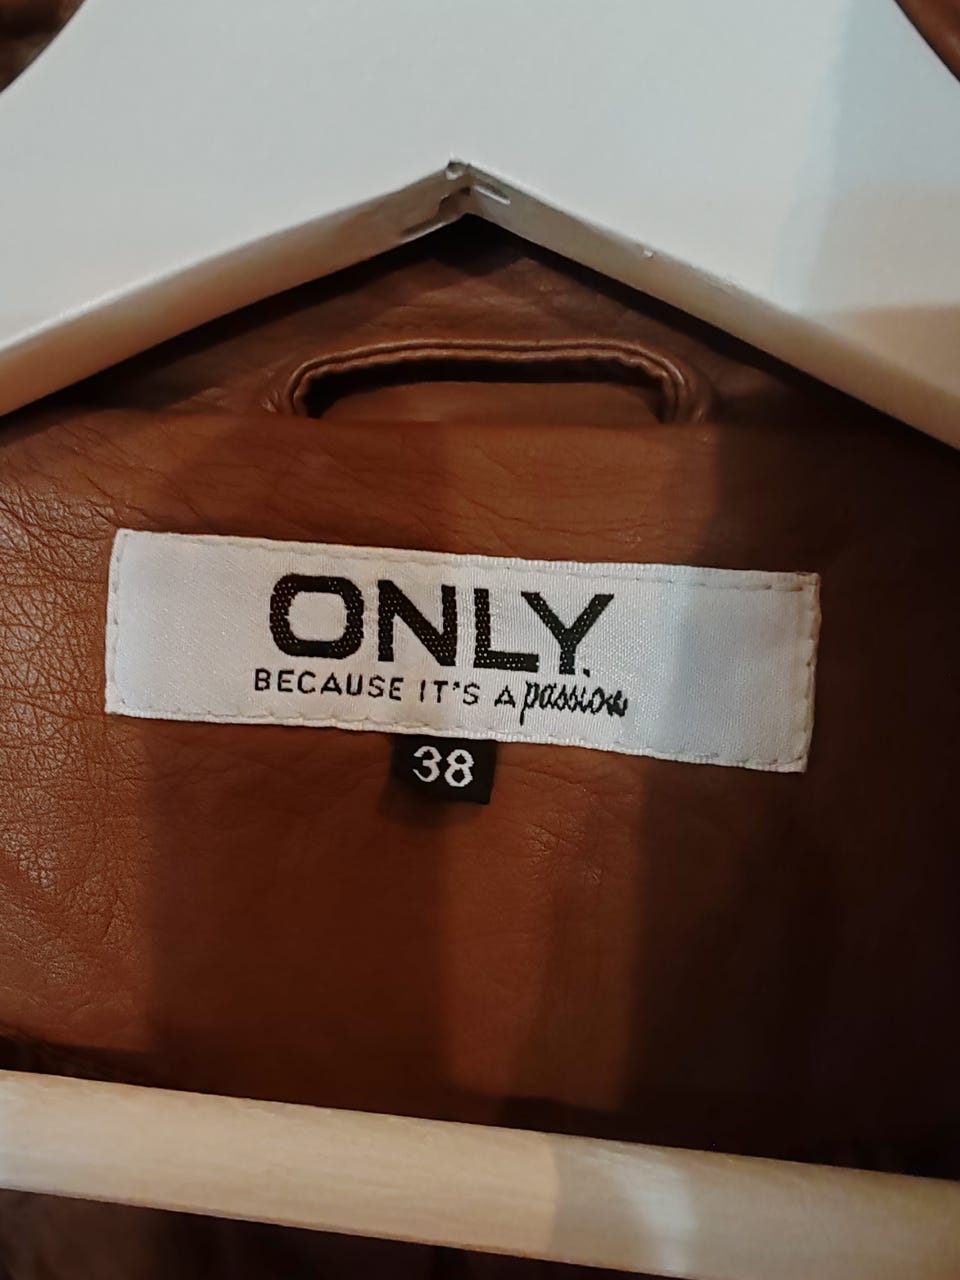 ONLY.
BECAUSE IT'S A passion
38